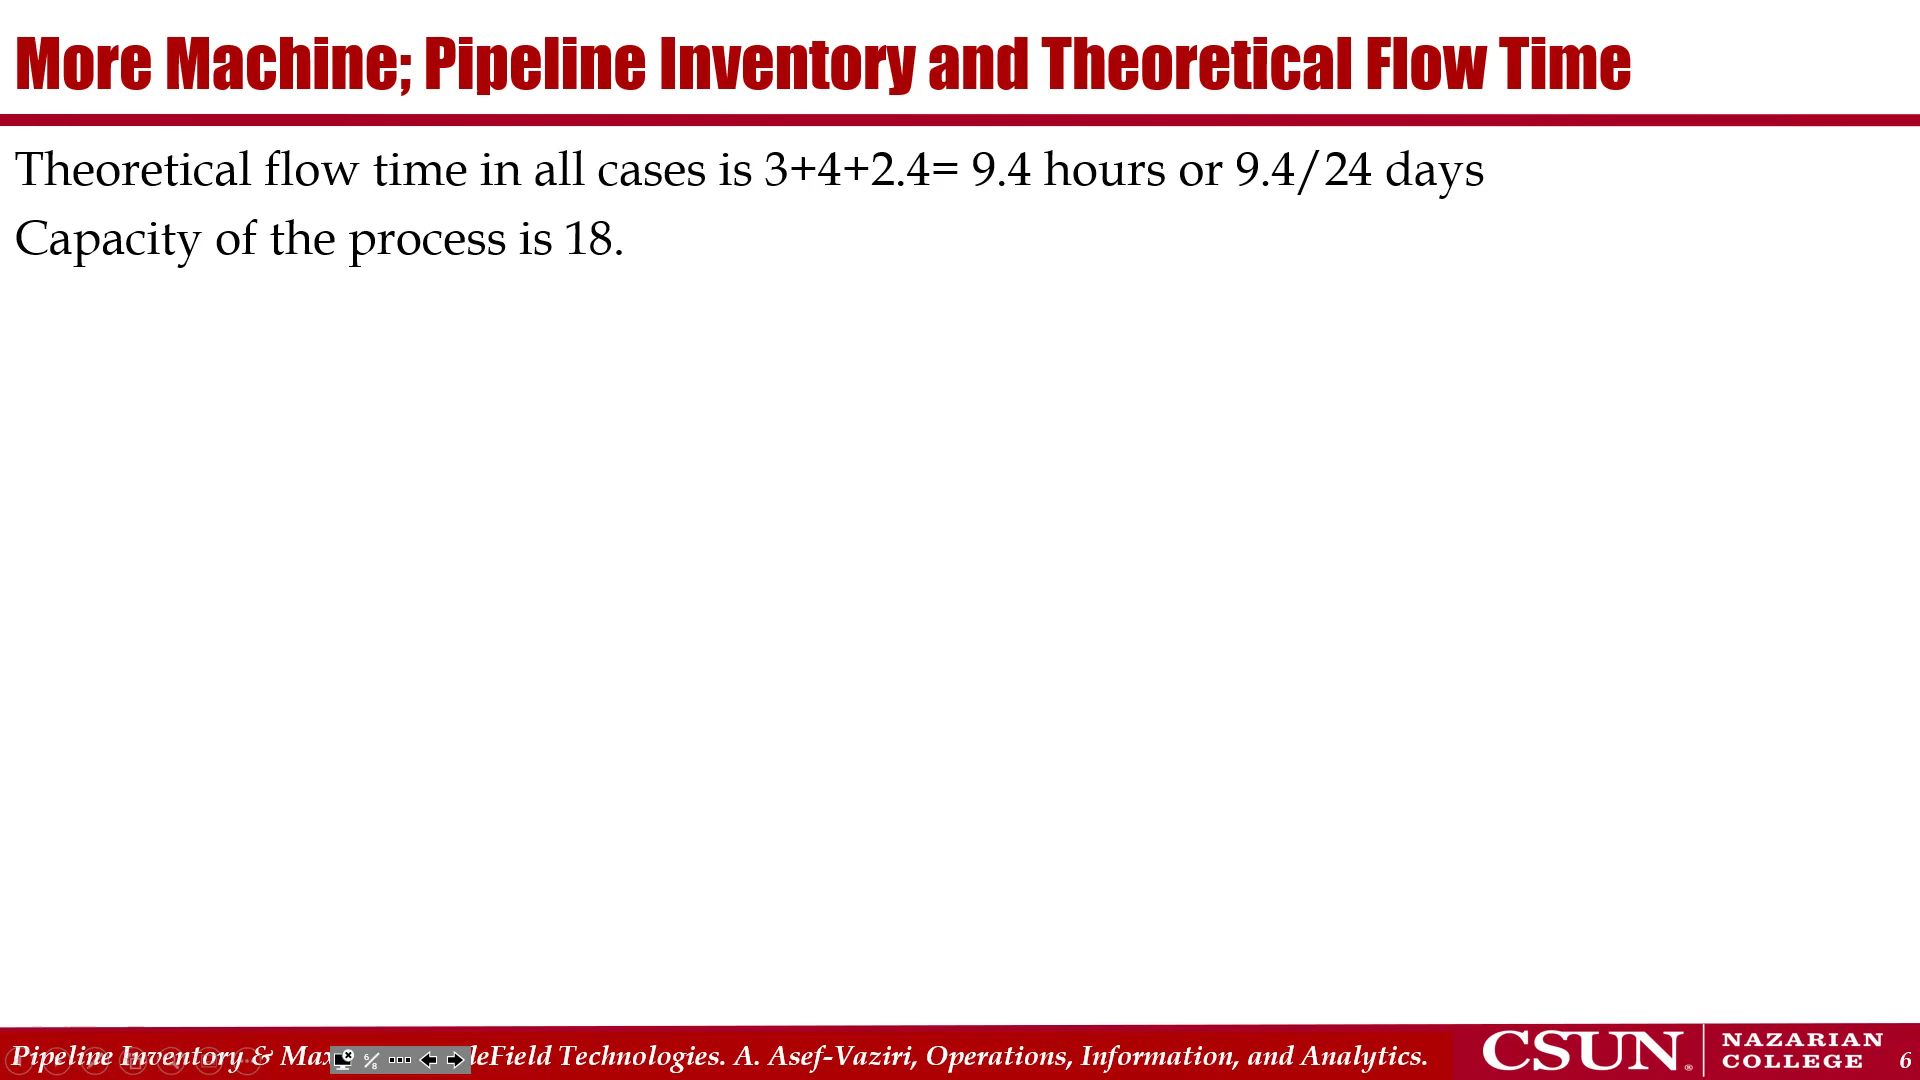 More Machine; Pipeline Inventory and Theoretical Flow Time
Theoretical flow time in all cases is 3+4+2.4= 9.4 hours or 9.4/24 days
Capacity of the process is 18.
Pipeline Inventory & Max leField Technologies. A. Asef-Vaziri, Operations, Information, and Analytics.
6/8
CSUN
NAZARIAN
COLLEGE
6